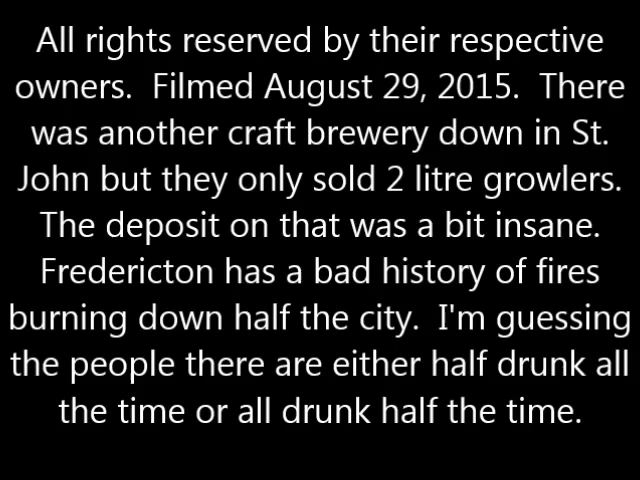 All rights reserved by their respective
owners.  Filmed August 29, 2015.  There
was another craft brewery down in St.
John but they only sold 2 litre growlers.
The deposit on that was a bit insane.
Fredericton has a bad history of fires
burning down half the city.  I'm guessing
the people there are either half drunk all
the time or all drunk half the time.